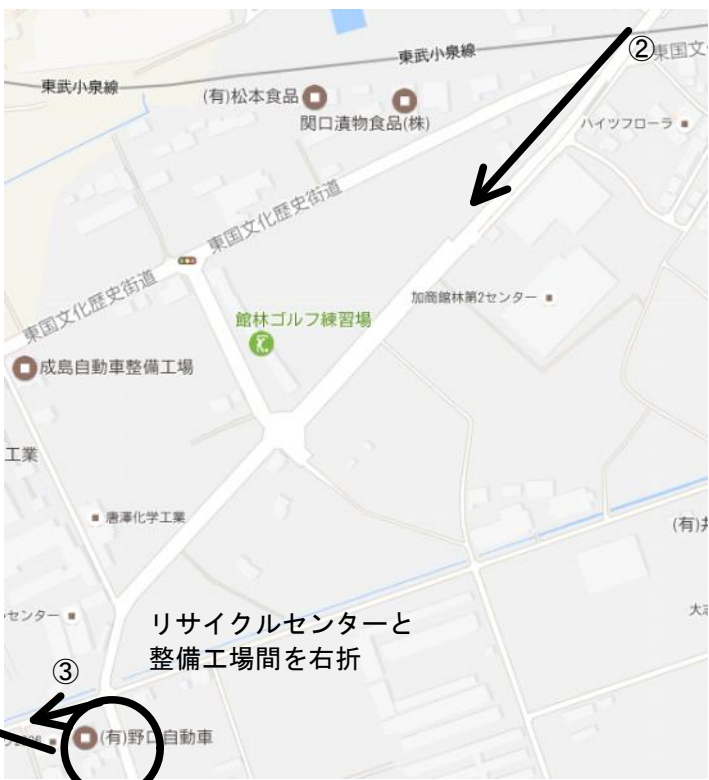 ②
東国文
東武小泉線
東武小泉線
(有)松本食品
関口漬物食品(株)
ハイツフローラ
東国文化歴史街道
東国文化歴史街道
加商館林第2センター
館林ゴルフ練習場
成島自動車整備工場
工業
唐澤化学工業
(有)
センター
大志
リサイクルセンターと
整備工場間を右折
③
(有)野口自動車